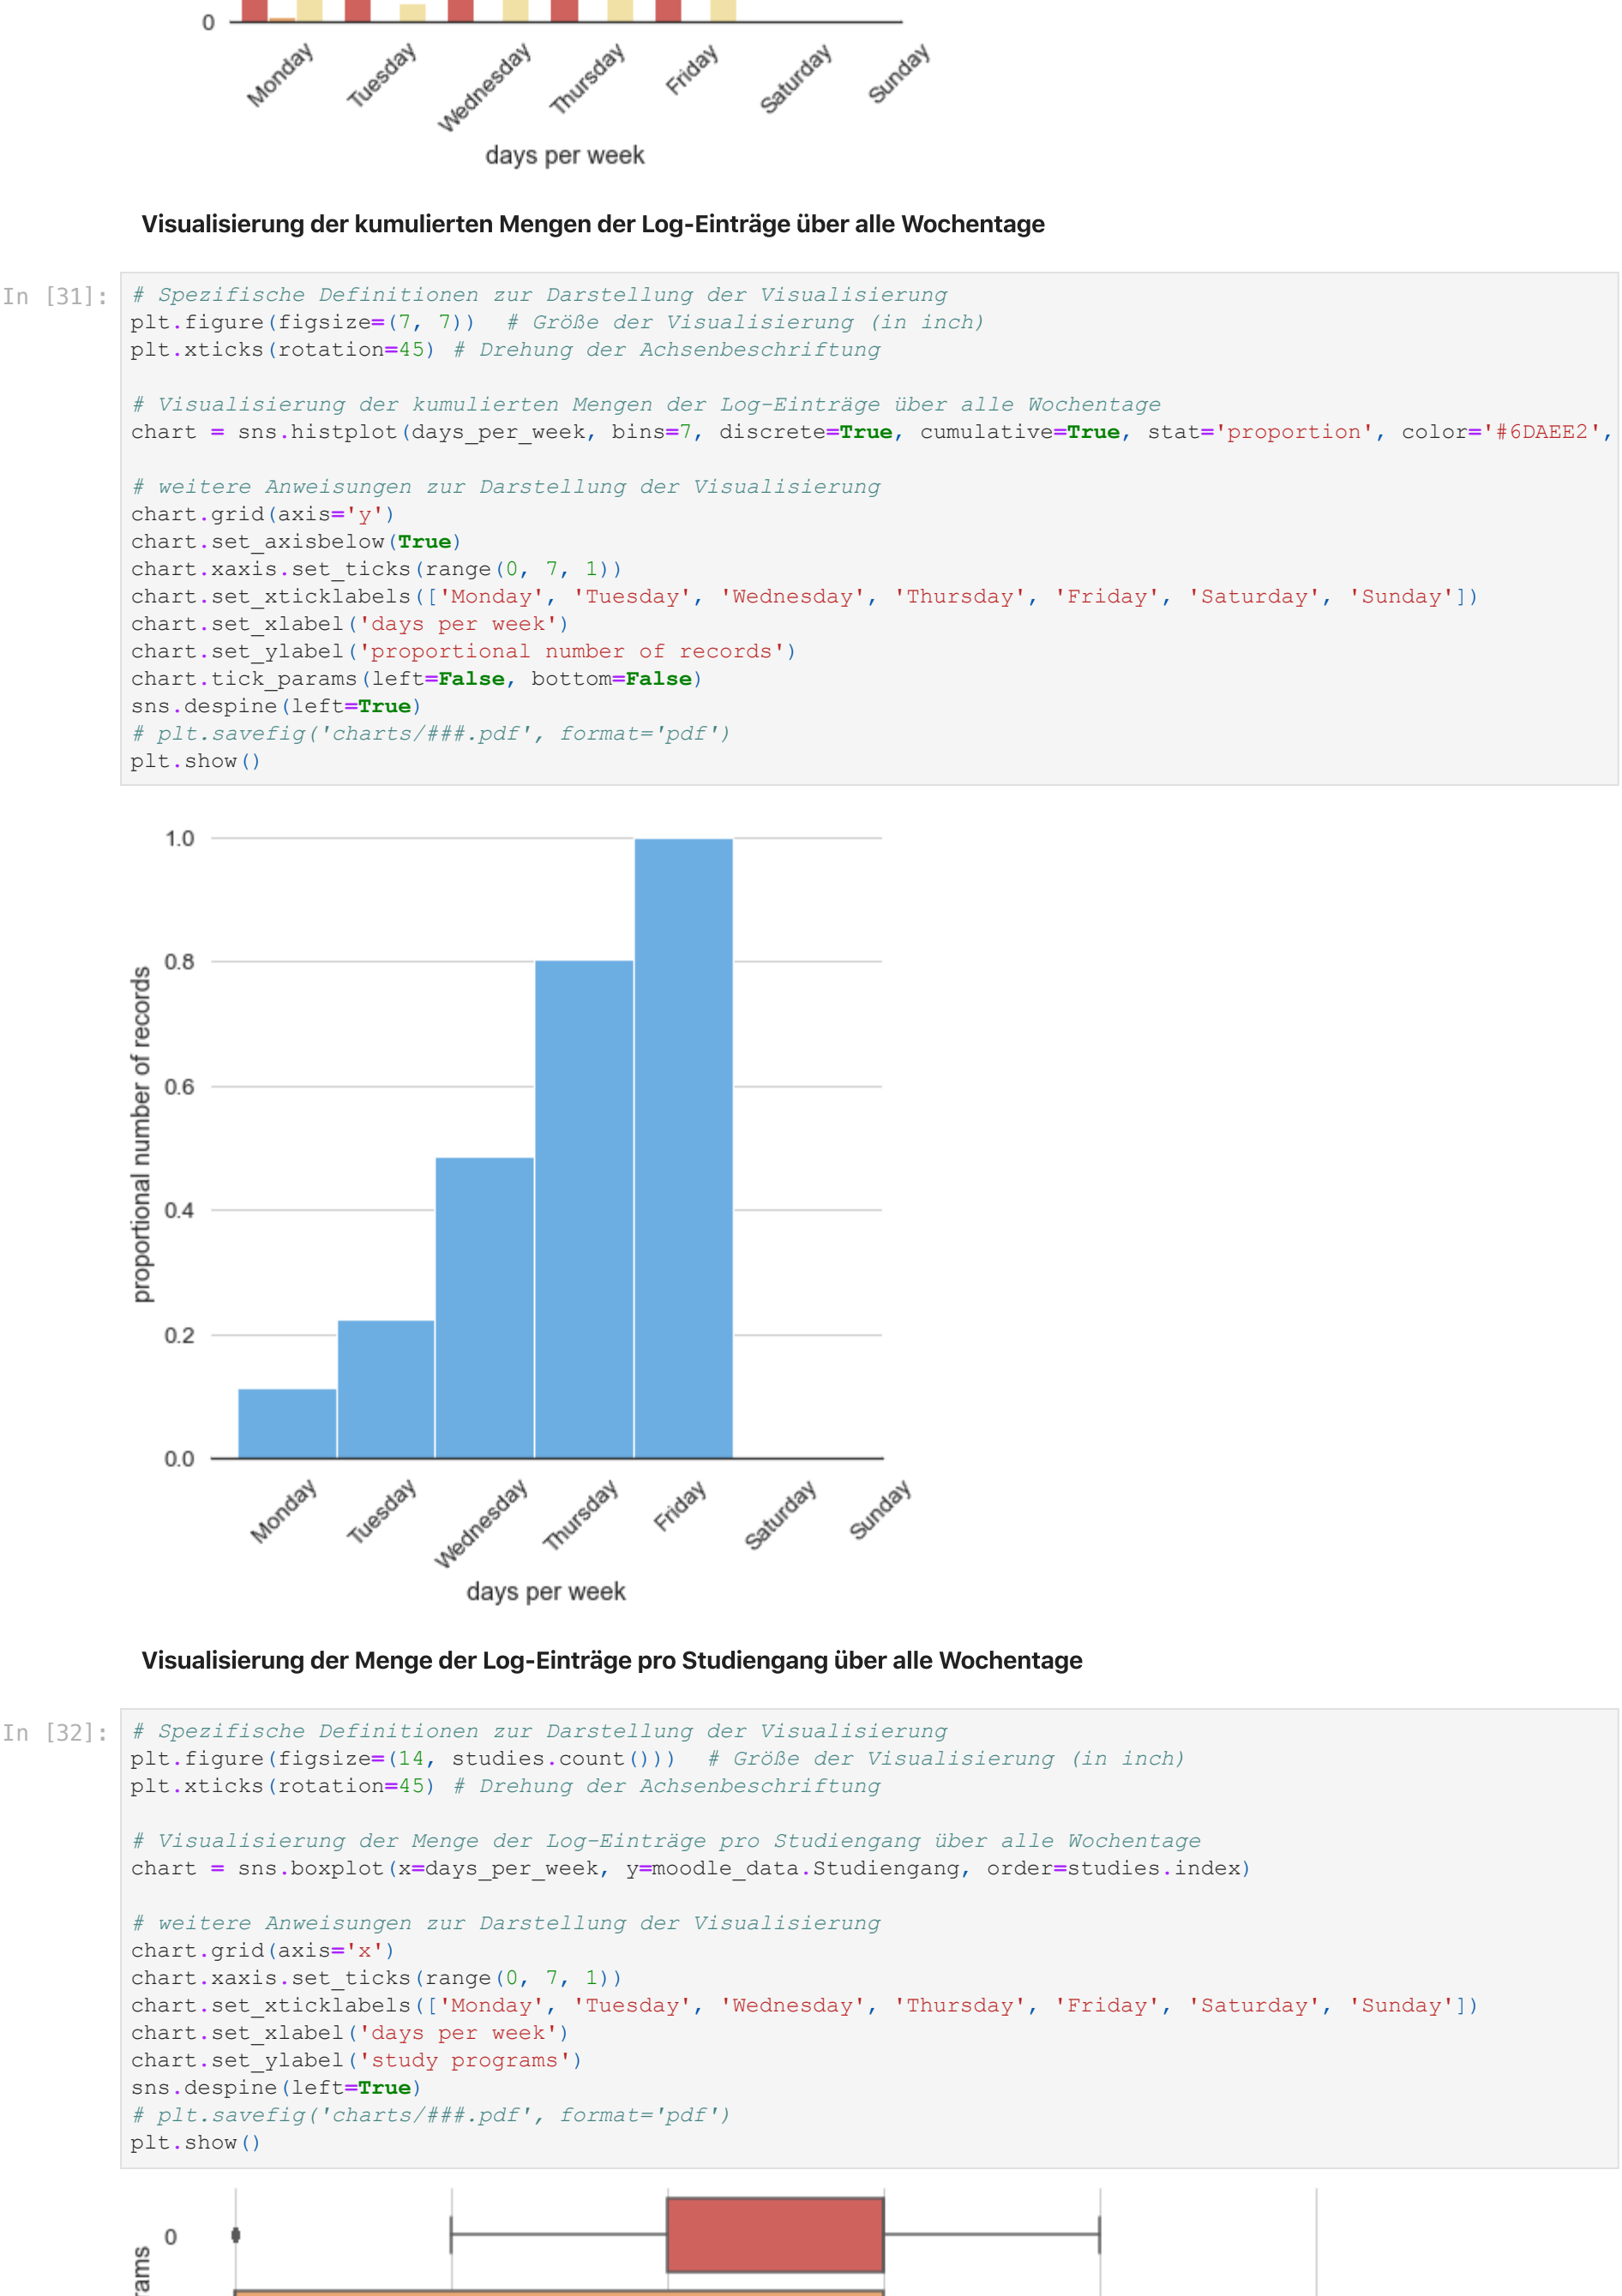 0
Monday
Tuesday
Wednesday
Thursday
Friday
Saturday
Sunday
days per week
Visualisierung der kumulierten Mengen der Log-Einträge über alle Wochentage
In [31]:
# Spezifische Definitionen zur Darstellung der Visualisierung
plt.figure(figsize=(7, 7))  # Größe der Visualisierung (in inch)
plt.xticks(rotation=45) # Drehung der Achsenbeschriftung
# Visualisierung der kumulierten Mengen der Log-Einträge über alle Wochentage
chart = sns.histplot(days_per_week, bins=7, discrete=True, cumulative=True, stat='proportion', color='#6DAEE2',
# weitere Anweisungen zur Darstellung der Visualisierung
chart.grid(axis='y')
chart.set_axisbelow(True)
chart.xaxis.set_ticks(range(0, 7, 1))
chart.set_xticklabels(['Monday', 'Tuesday', 'Wednesday', 'Thursday', 'Friday', 'Saturday', 'Sunday'])
chart.set_xlabel('days per week')
chart.set_ylabel('proportional number of records')
chart.tick_params(left=False, bottom=False)
sns.despine(left=True)
# plt.savefig('charts/###.pdf', format='pdf')
plt.show()
1.0
0.8
0.6
0.4
0.2
0.0
proportional number of records
Monday
Tuesday
Wednesday
Thursday
Friday
Saturday
Sunday
days per week
Visualisierung der Menge der Log-Einträge pro Studiengang über alle Wochentage
In [32]:
# Spezifische Definitionen zur Darstellung der Visualisierung
plt.figure(figsize=(14, studies.count()))  # Größe der Visualisierung (in inch)
plt.xticks(rotation=45) # Drehung der Achsenbeschriftung
# Visualisierung der Menge der Log-Einträge pro Studiengang über alle Wochentage
chart = sns.boxplot(x=days_per_week, y=moodle_data.Studiengang, order=studies.index)
# weitere Anweisungen zur Darstellung der Visualisierung
chart.grid(axis='x')
chart.xaxis.set_ticks(range(0, 7, 1))
chart.set_xticklabels(['Monday', 'Tuesday', 'Wednesday', 'Thursday', 'Friday', 'Saturday', 'Sunday'])
chart.set_xlabel('days per week')
chart.set_ylabel('study programs')
sns.despine(left=True)
# plt.savefig('charts/###.pdf', format='pdf')
plt.show()
0